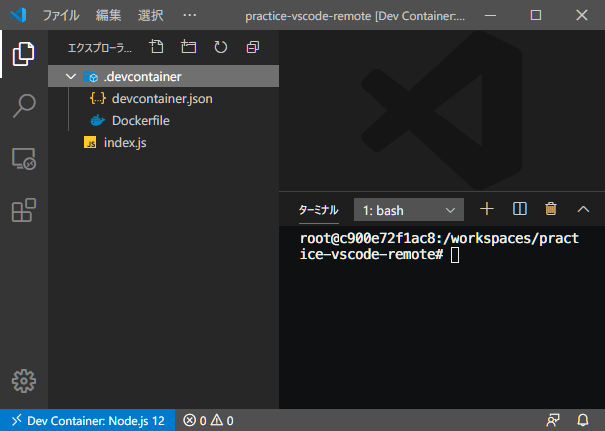 ファイル 編集 選択 ··· practice-vscode-remote [Dev Container:...
エクスプローラ...
.devcontainer
{..} devcontainer.json
Dockerfile
JS index.js
ターミナル 1: bash
root@c900e72f1ac8:/workspaces/pract
ice-vscode-remote#
Dev Container: Node.js 12 0 0